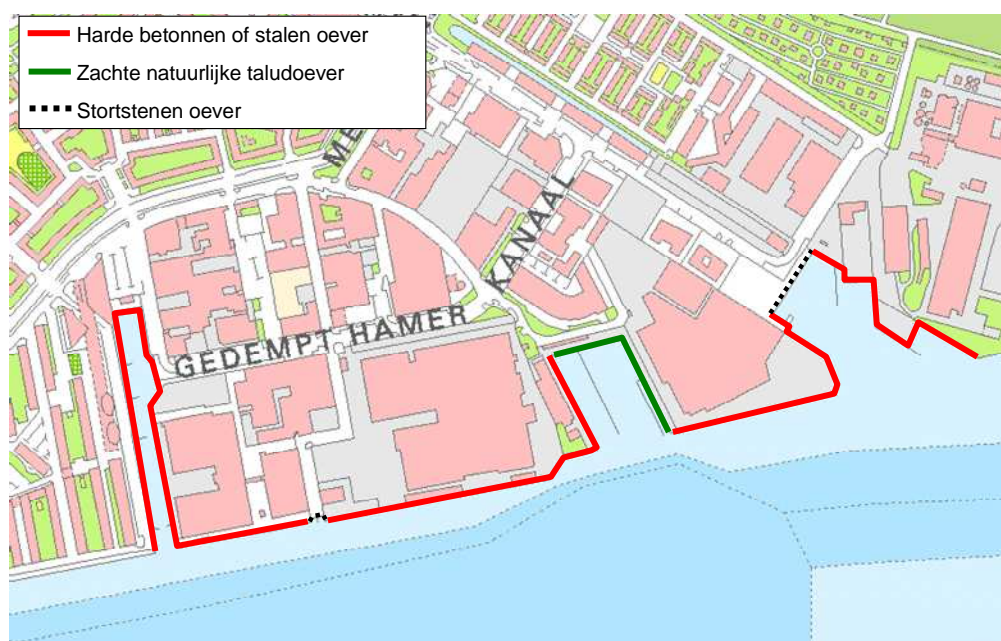 Harde betonnen of stalen oever
Zachte natuurlijke taludoever
Stortstenen oever
ME
KANAAL
GEDEMPT HAMER